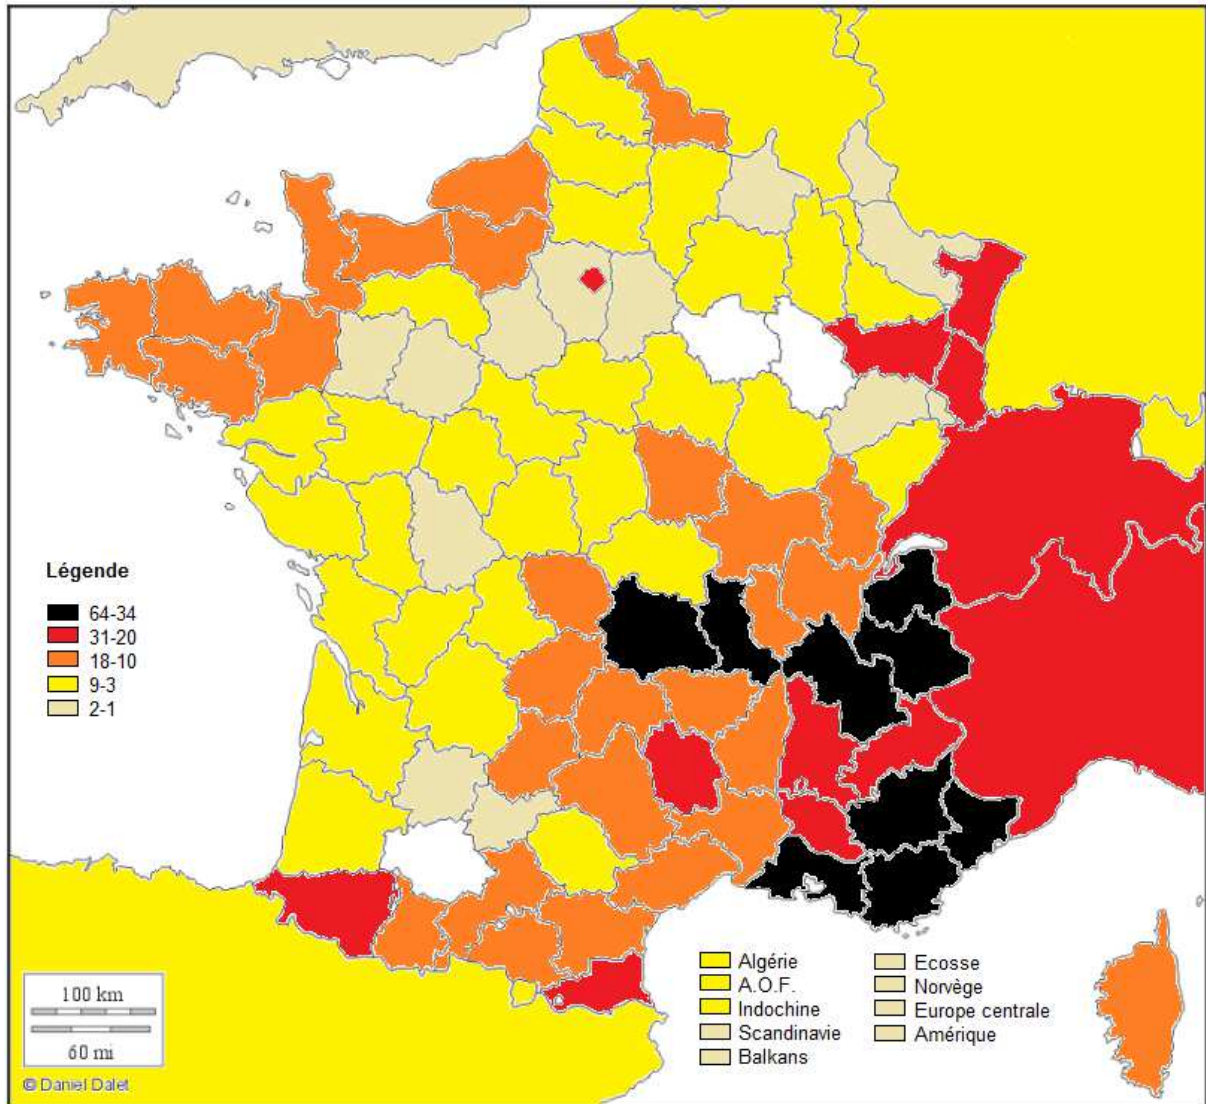 Légende
64-34
31-20
18-10
9-3
2-1
Algérie
A.O.F.
Indochine
Scandinavie
Balkans
Ecosse
Norvège
Europe centrale
Amérique
100 km
60 mi
© Daniel Dalet